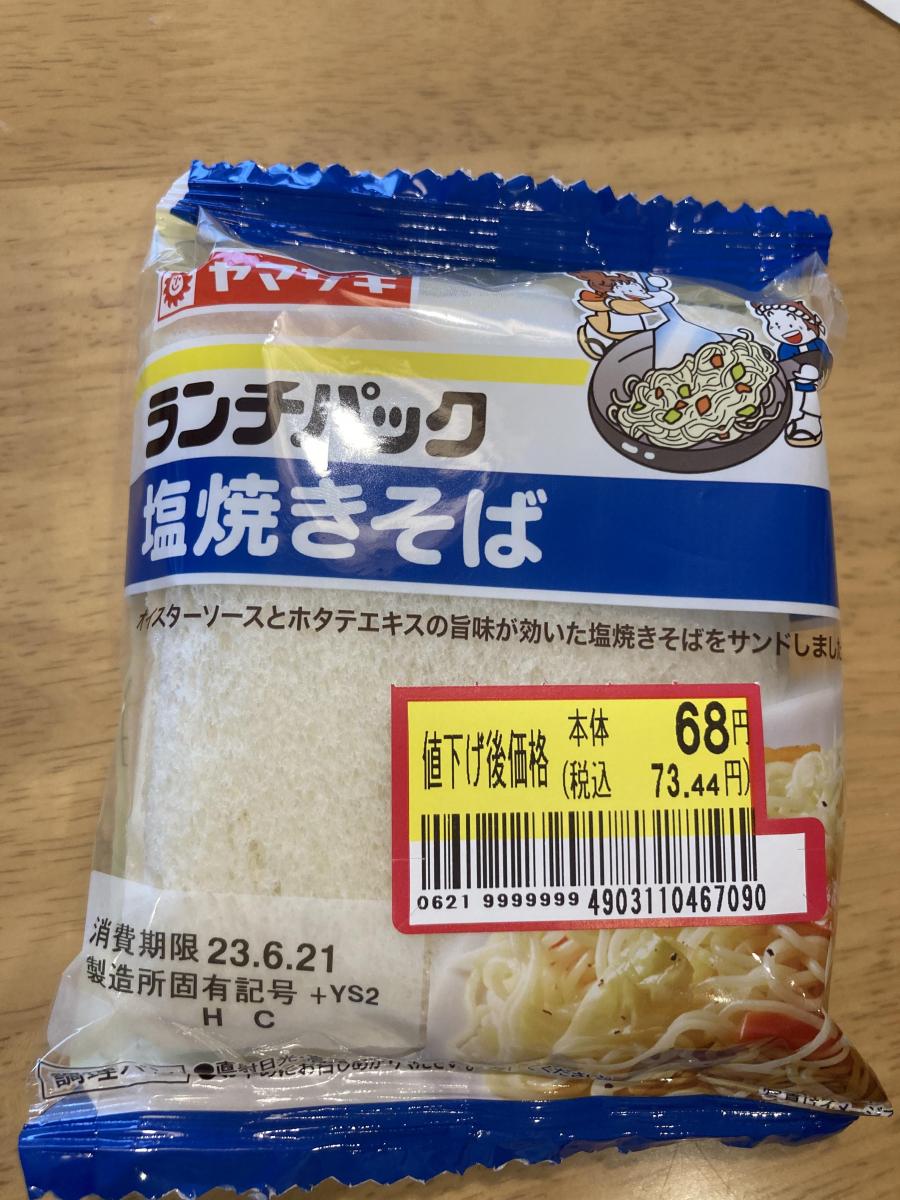 ヤマザキ
ランチパック
塩焼きそば
オイスターソースとホタテエキスの旨味が効いた塩焼きそばをサンドしました
値下げ後価格 本体 68円
(税込 73.44円)
0621 9999999 4903110467090
消費期限 23.6.21
製造所固有記号 +YS2
H C
調理パン